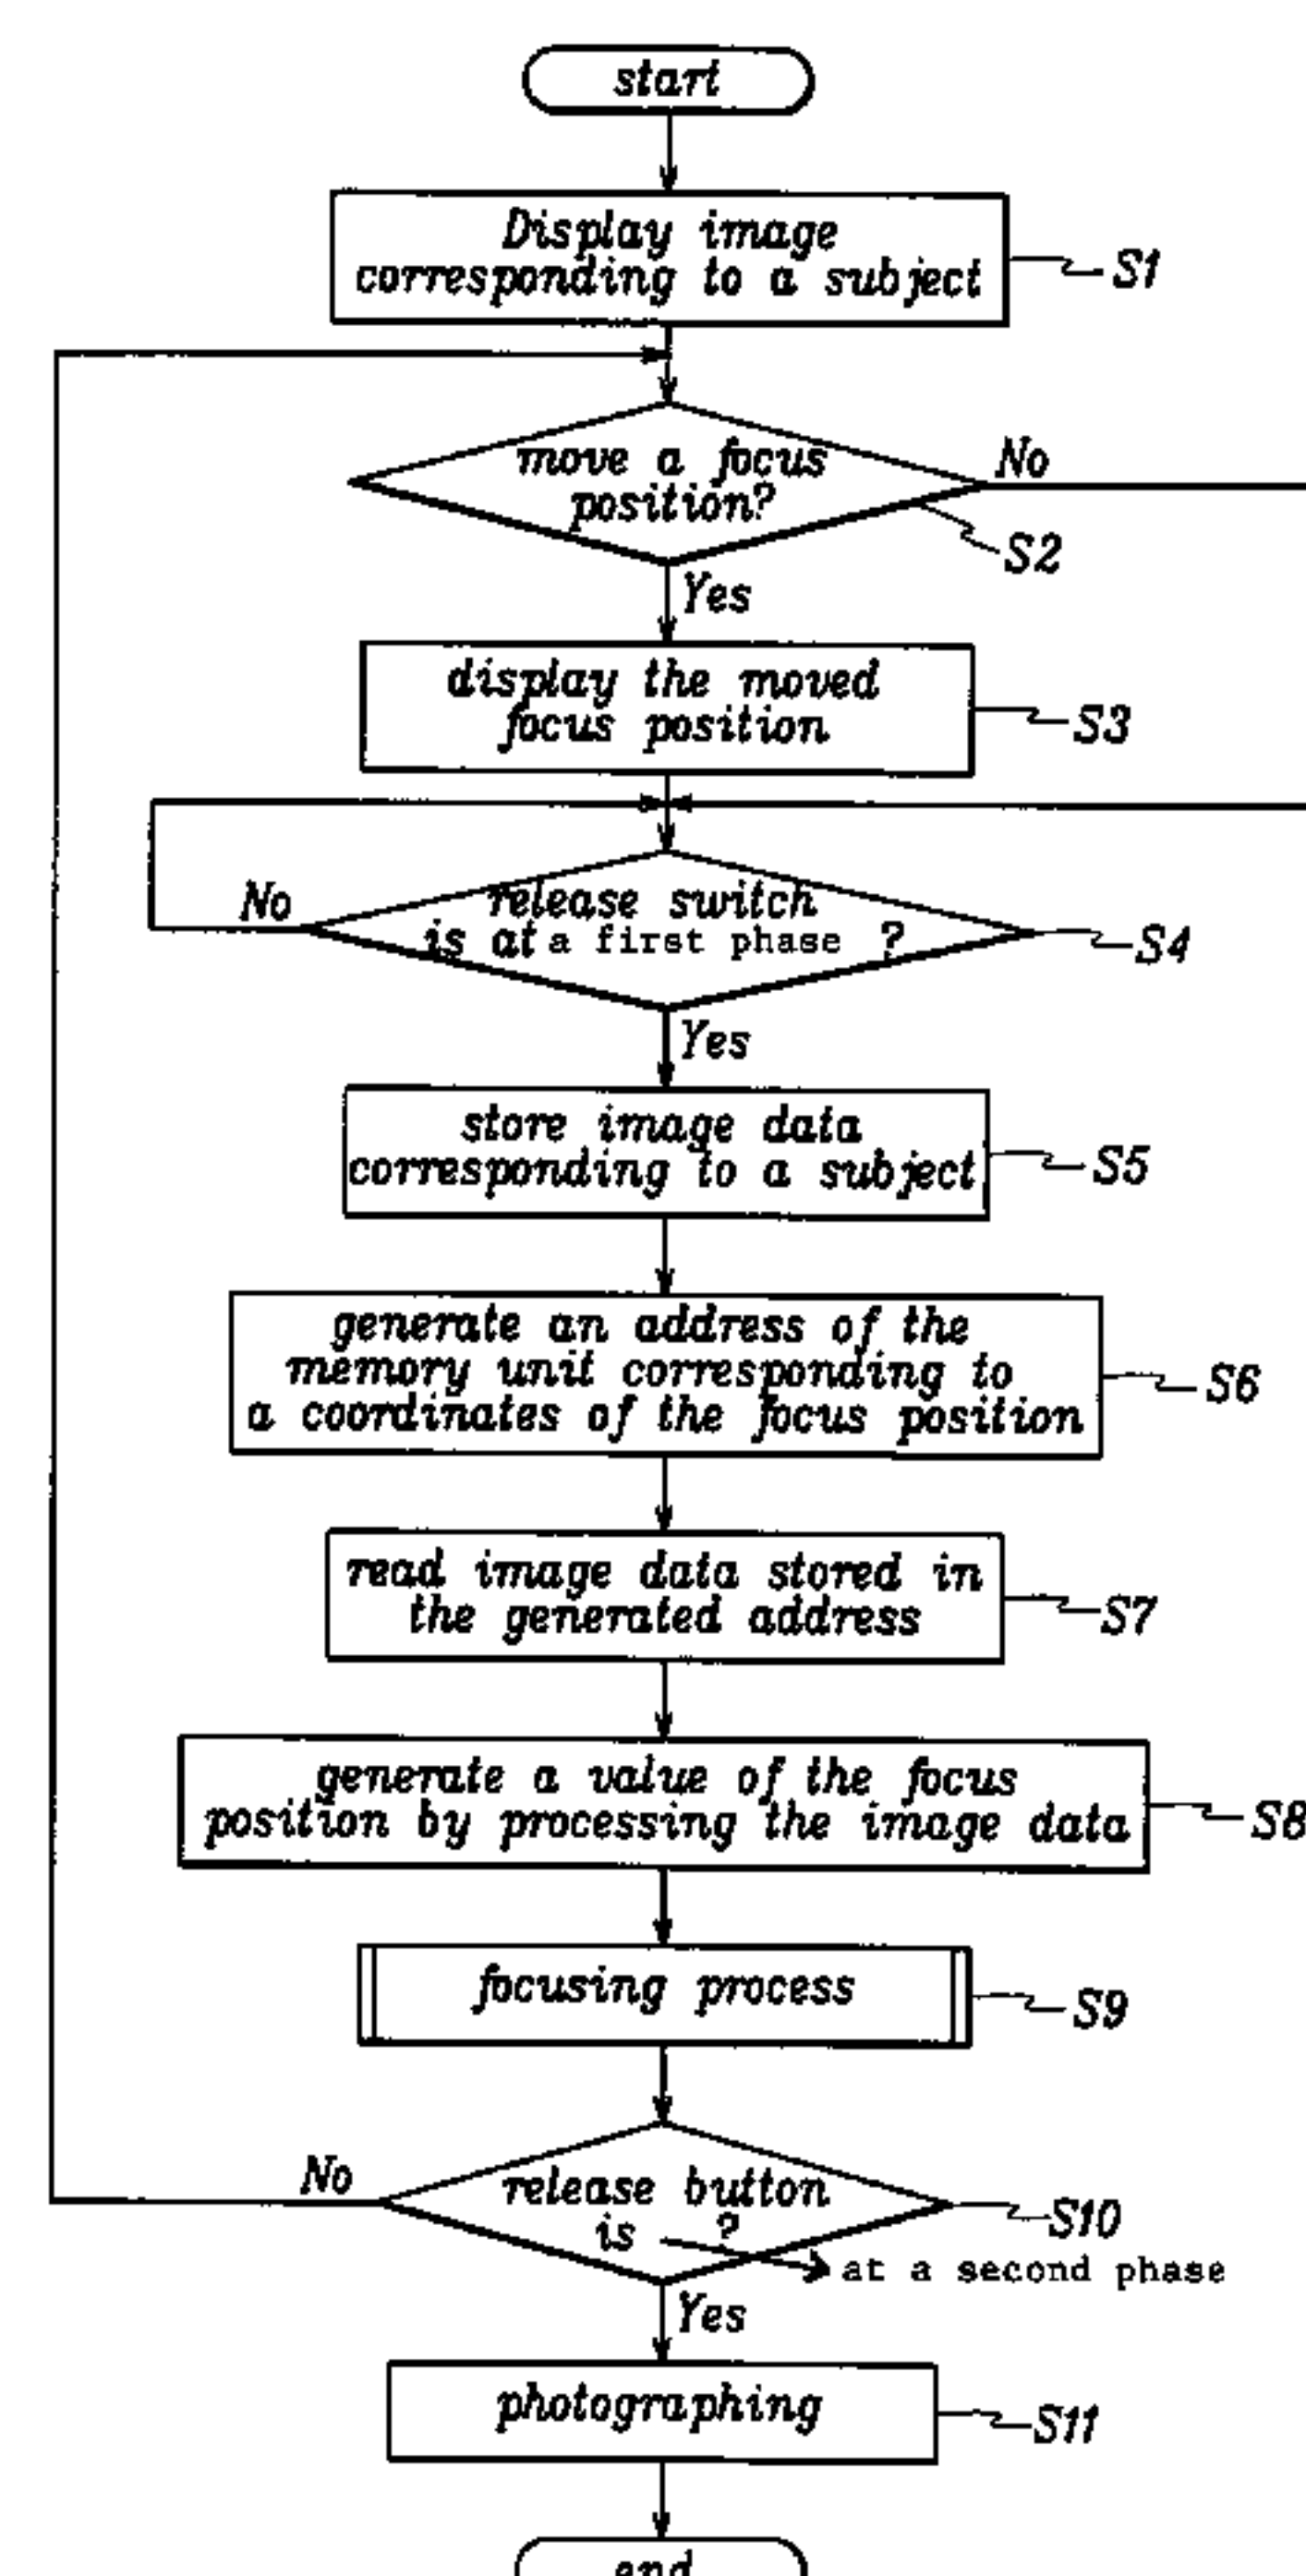 start
Display image
corresponding to a subject
S1
move a focus
position?
No
S2
Yes
display the moved
focus position
S3
release switch
is at a first phase ?
No
S4
Yes
store image data
corresponding to a subject
S5
generate an address of the
memory unit corresponding to
a coordinates of the focus position
S6
read image data stored in
the generated address
S7
generate a value of the focus
position by processing the image data
S8
focusing process
S9
release button
is ?
at a second phase
No
S10
Yes
photographing
S11
end